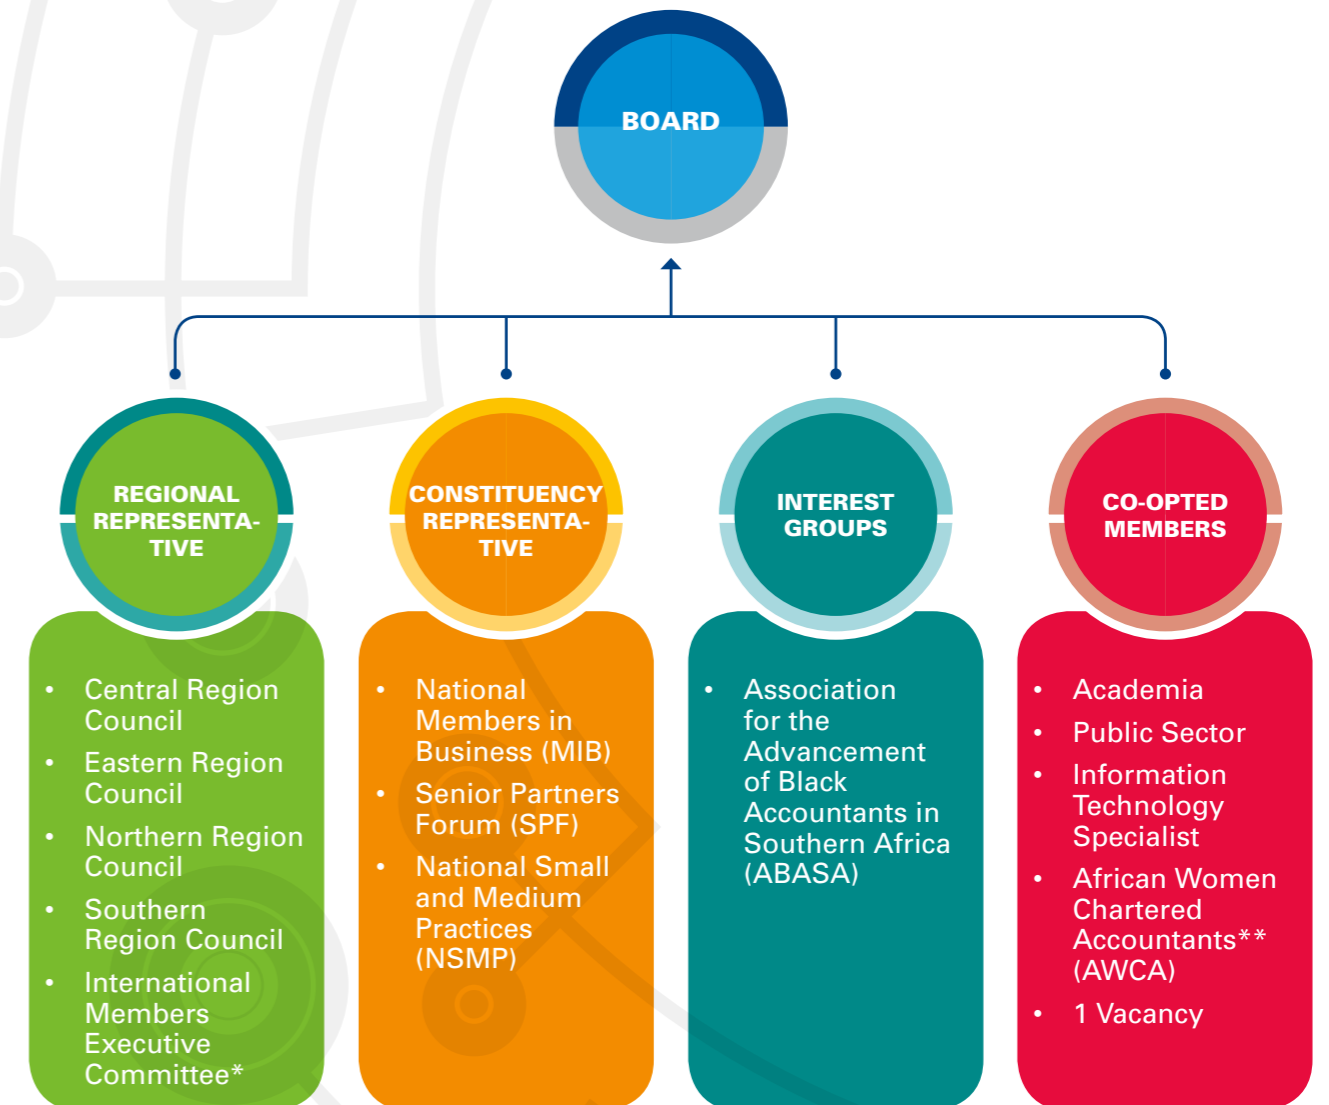 BOARD
REGIONAL
REPRESENTA-
TIVE
• Central Region
Council
• Eastern Region
Council
• Northern Region
Council
• Southern
Region Council
• International
Members
Executive
Committee*
CONSTITUENCY
REPRESENTA-
TIVE
• National
Members in
Business (MIB)
• Senior Partners
Forum (SPF)
• National Small
and Medium
Practices
(NSMP)
INTEREST
GROUPS
• Association
for the
Advancement
of Black
Accountants in
Southern Africa
(ABASA)
CO-OPTED
MEMBERS
• Academia
• Public Sector
• Information
Technology
Specialist
• African Women
Chartered
Accountants**
(AWCA)
• 1 Vacancy